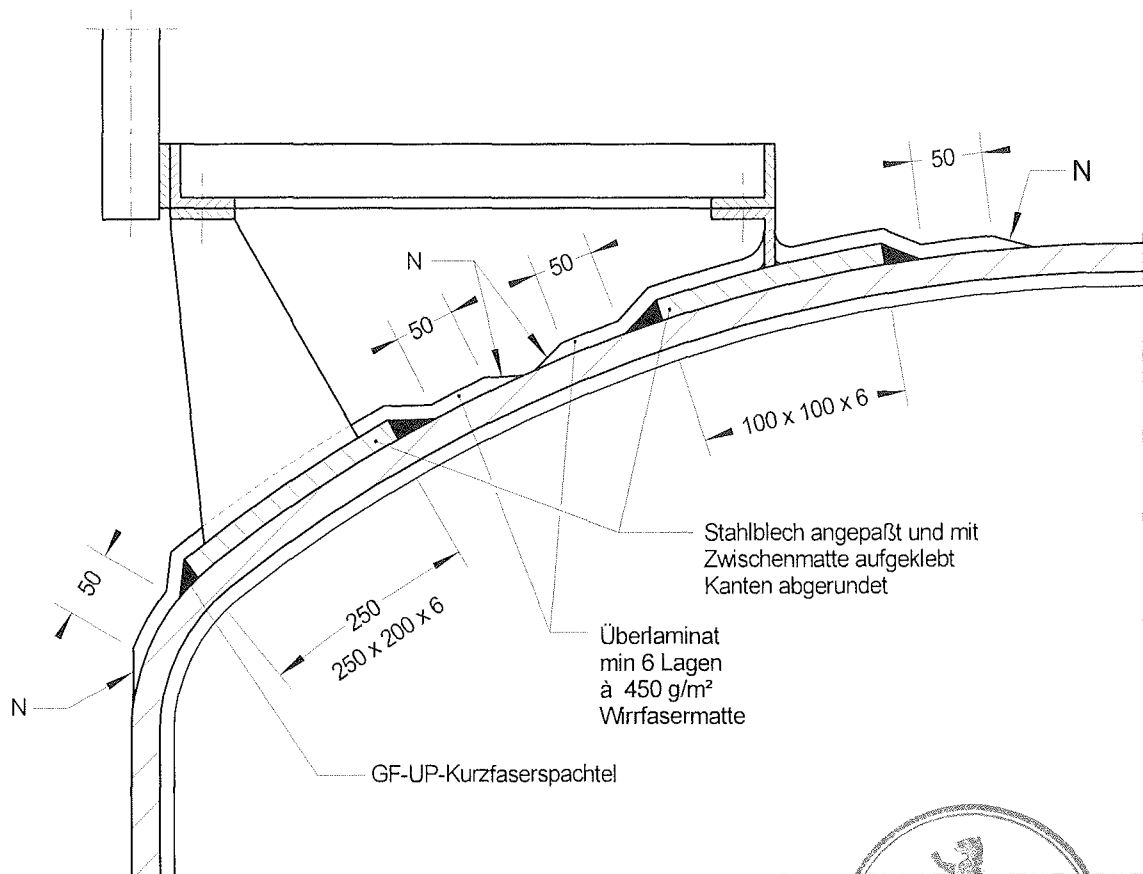 50
N
N
50
50
100 x 100 x 6
Stahlblech angepaßt und mit
Zwischenmatte aufgeklebt
Kanten abgerundet
50
250
250 x 200 x 6
Überlaminat
min 6 Lagen
à 450 g/m²
Wirrfasermatte
N
GF-UP-Kurzfaserspachtel